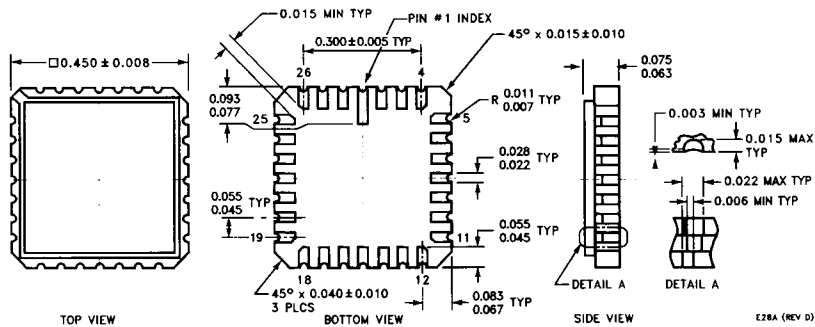 0.015 MIN TYP
PIN #1 INDEX
0.300±0.005 TYP
45° x 0.015±0.010
□0.450±0.008
26
4
0.075
0.063
0.093
0.077
25
R 0.011
0.007 TYP
5
0.003 MIN TYP
0.015 MAX
TYP
0.028
0.022 TYP
0.022 MAX TYP
0.006 MIN TYP
0.055
0.045 TYP
0.055
0.045 TYP
19
11
18
12
45° x 0.040±0.010
3 PLCS
0.083
0.067 TYP
DETAIL A
DETAIL A
TOP VIEW
BOTTOM VIEW
SIDE VIEW
E28A (REV D)